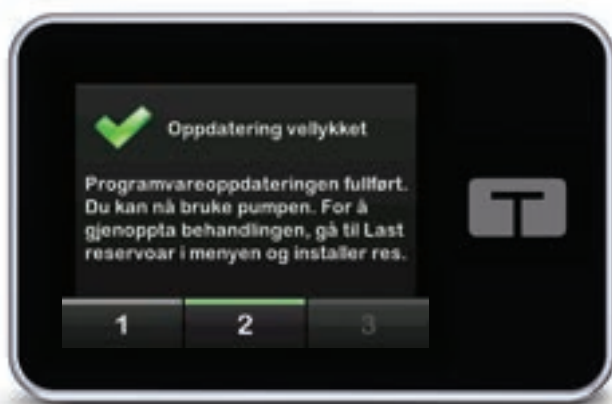 Oppdatering vellykket
Programvareoppdateringen fullført.
Du kan nå bruke pumpen. For å
gjenoppta behandlingen, gå til Last
reservoar i menyen og installer res.
1 2 3
T